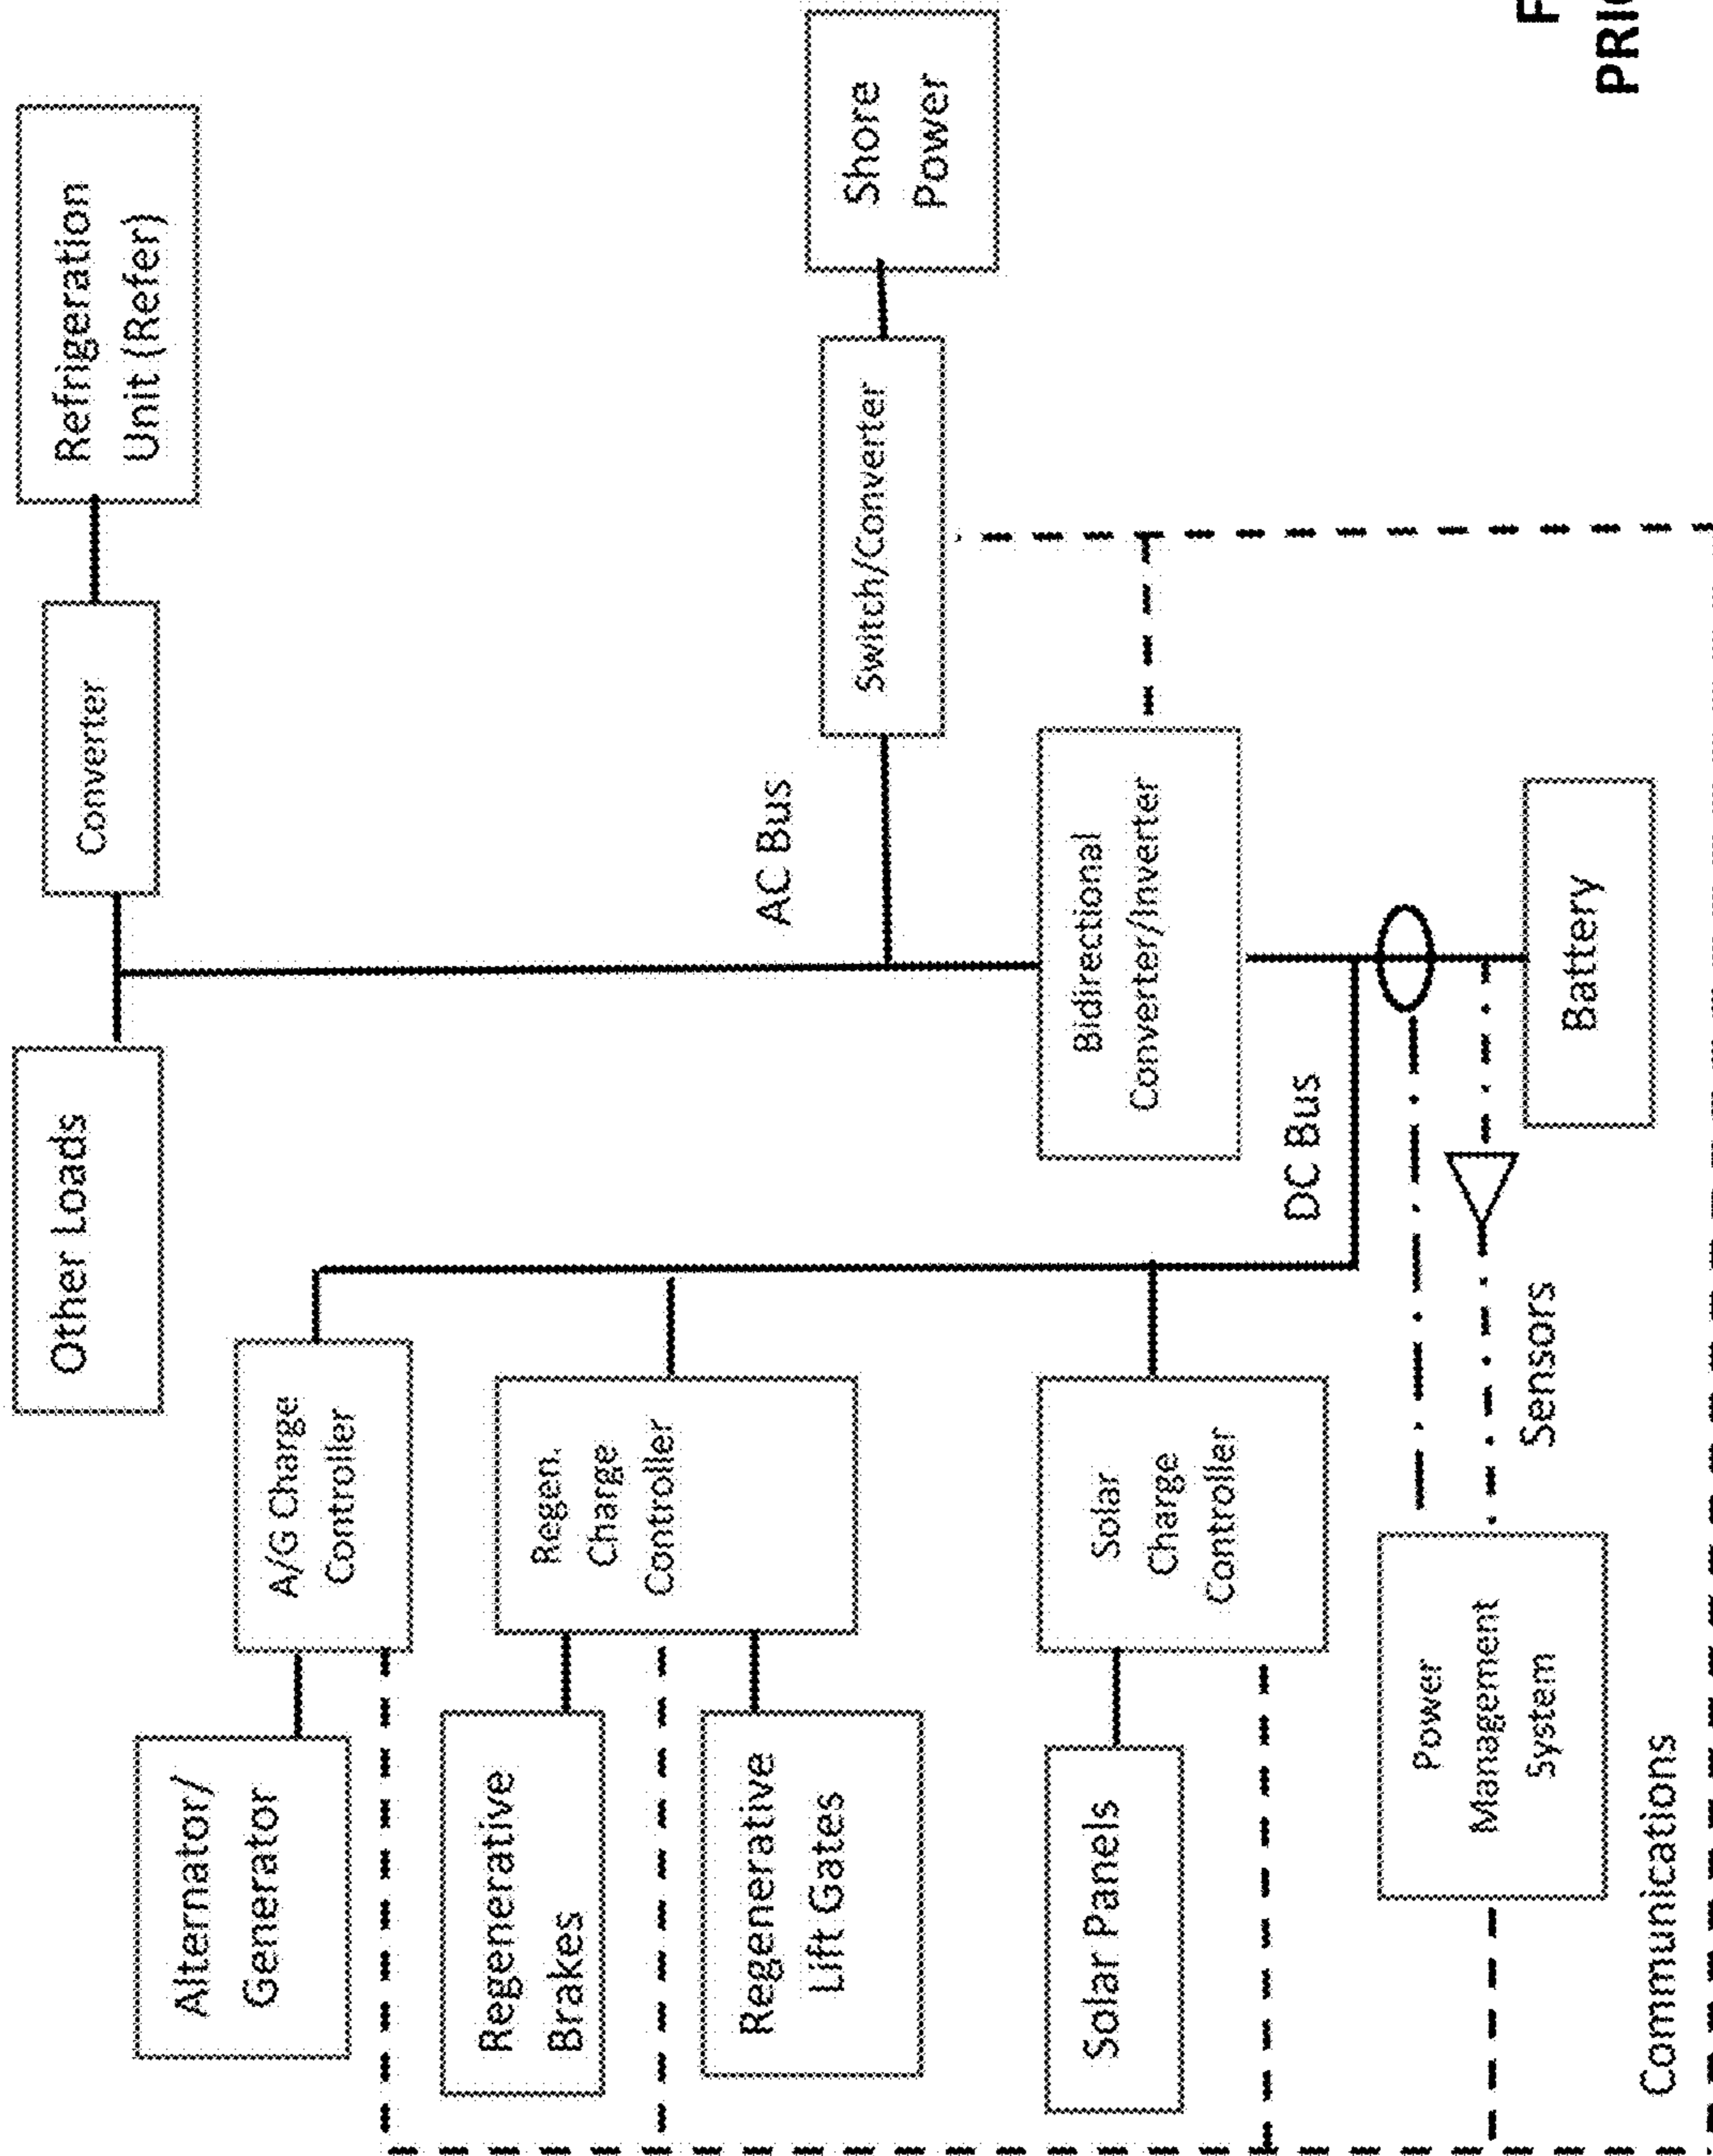 Other Loads
Converter
Refrigeration
Unit (Refer)
Alternator/
Generator
A/G Charge
Controller
Regenerative
Brakes
Regen.
Charge
Controller
Regenerative
Lift Gates
AC Bus
Switch/Converter
Shore
Power
Solar Panels
Solar
Charge
Controller
Bidirectional
Converter/Inverter
DC Bus
Power
Management
System
Sensors
Battery
Communications